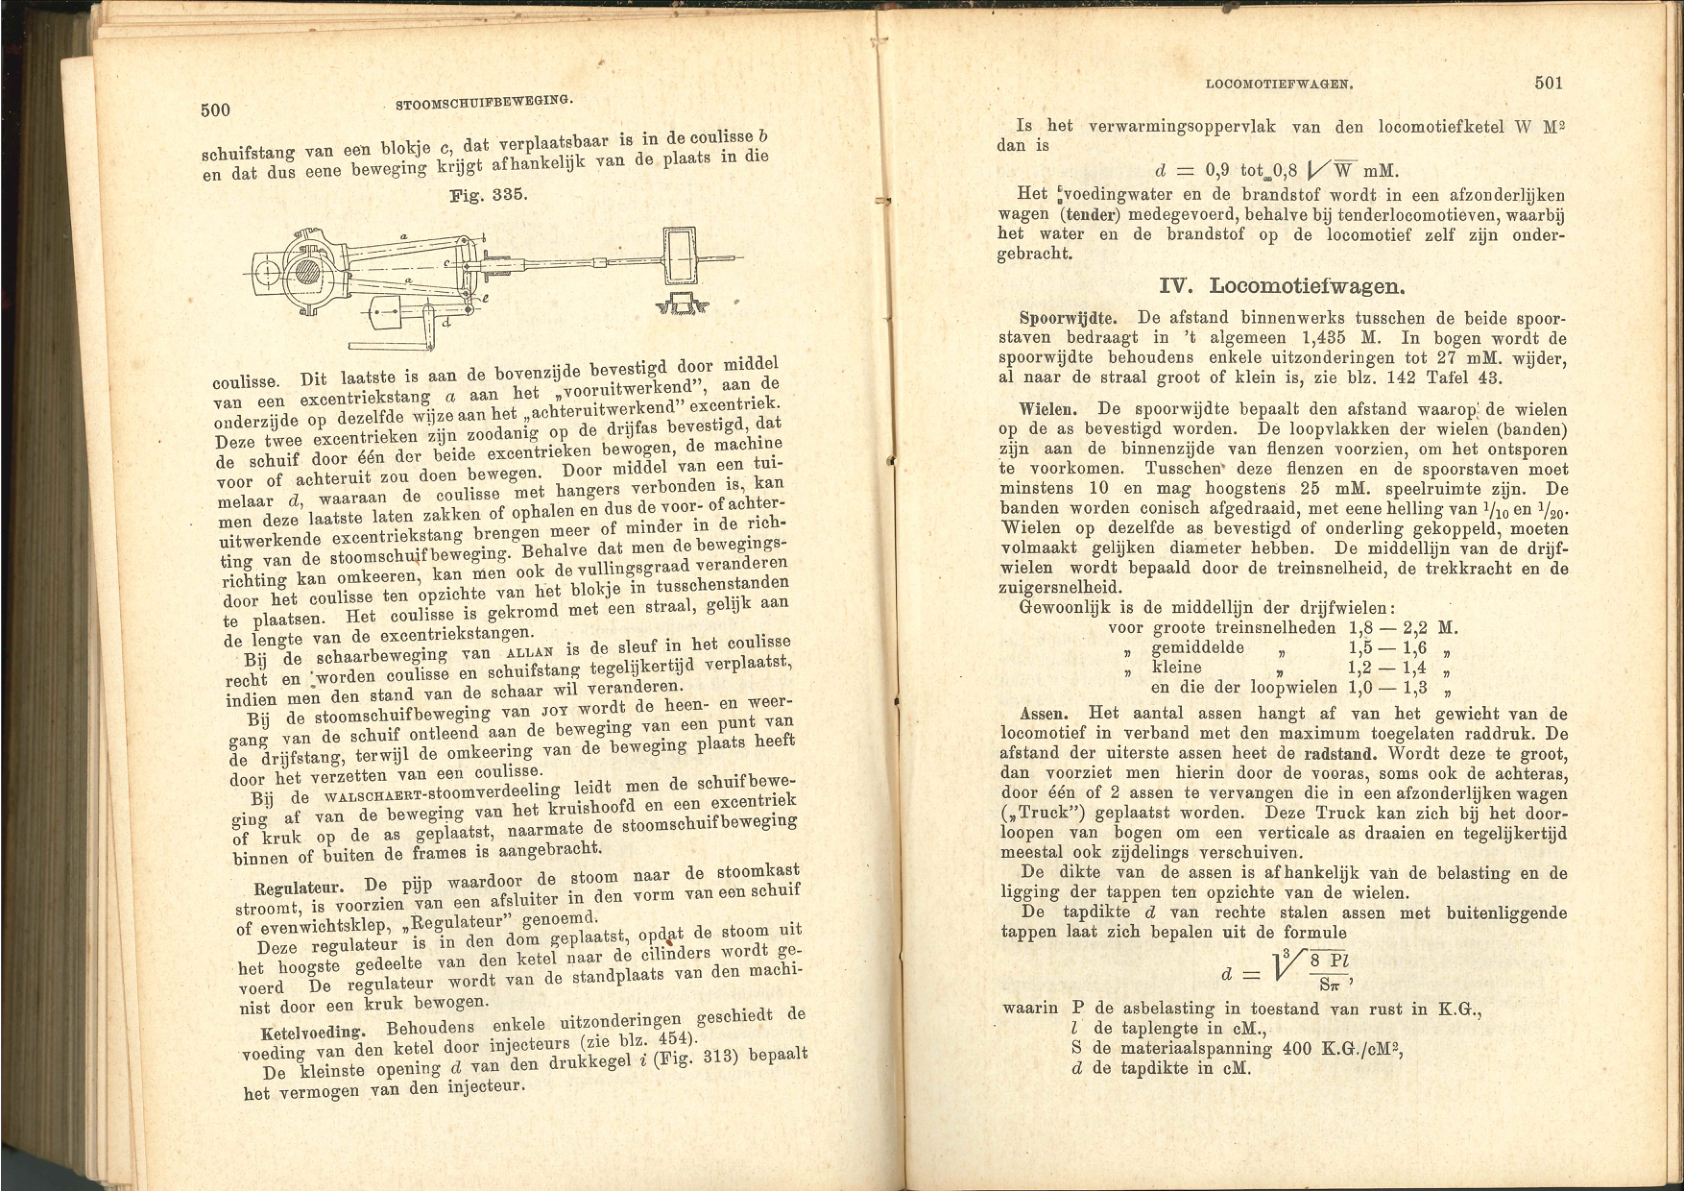 500
STOOMSCHUIFBEWEGING.
schuifstang van een blokje c, dat verplaatsbaar is in de coulisse b
en dat dus eene beweging krijgt afhankelijk van de plaats in die
Fig. 335.
a
b
c
a
e
d
coulisse. Dit laatste is aan de bovenzijde bevestigd door middel
van een excentriekstang a aan het „vooruitwerkend”, aan de
onderzijde op dezelfde wijze aan het „achteruitwerkend” excentriek.
Deze twee excentrieken zijn zoodanig op de drijfas bevestigd, dat
de schuif door één der beide excentrieken bewogen, de machine
voor of achteruit zou doen bewegen. Door middel van een tui-
melaar d, waaraan de coulisse met hangers verbonden is, kan
men deze laatste laten zakken of ophalen en dus de voor- of achter-
uitwerkende excentriekstang brengen meer of minder in de rich-
ting van de stoomschuifbeweging. Behalve dat men de bewegings-
richting kan omkeeren, kan men ook de vullingsgraad veranderen
door het coulisse ten opzichte van het blokje in tusschenstanden
te plaatsen. Het coulisse is gekromd met een straal, gelijk aan
de lengte van de excentriekstangen.
Bij de schaarbeweging van ALLAN is de sleuf in het coulisse
recht en worden coulisse en schuifstang tegelijkertijd verplaatst,
indien men den stand van de schaar wil veranderen.
Bij de stoomschuifbeweging van JOY wordt de heen- en weer-
gang van de schuif ontleend aan de beweging van een punt van
de drijfstang, terwijl de omkeering van de beweging plaats heeft
door het verzetten van een coulisse.
Bij de WALSCHAERT-stoomverdeeling leidt men de schuifbewe-
ging af van de beweging van het kruishoofd en een excentriek
of kruk op de as geplaatst, naarmate de stoomschuifbeweging
binnen of buiten de frames is aangebracht.
Regulateur. De pijp waardoor de stoom naar de stoomkast
stroomt, is voorzien van een afsluiter in den vorm van een schuif
of evenwichtsklep, „Regulateur” genoemd.
Deze regulateur is in den dom geplaatst, opdat de stoom uit
het hoogste gedeelte van den ketel naar de cilinders wordt ge-
voerd De regulateur wordt van de standplaats van den machi-
nist door een kruk bewogen.
Ketelvoeding. Behoudens enkele uitzonderingen geschiedt de
voeding van den ketel door injecteurs (zie blz. 454).
De kleinste opening d van den drukkegel i (Fig. 313) bepaalt
het vermogen van den injecteur.
LOCOMOTIEFWAGEN.
501
Is het verwarmingsoppervlak van den locomotiefketel W M²
dan is
d = 0,9 tot 0,8 √W mM.
Het voedingwater en de brandstof wordt in een afzonderlijken
wagen (tender) medegevoerd, behalve bij tenderlocomotieven, waarbij
het water en de brandstof op de locomotief zelf zijn onder-
gebracht.
IV. Locomotiefwagen.
Spoorwijdte. De afstand binnenwerks tusschen de beide spoor-
staven bedraagt in 't algemeen 1,435 M. In bogen wordt de
spoorwijdte behoudens enkele uitzonderingen tot 27 mM. wijder,
al naar de straal groot of klein is, zie blz. 142 Tafel 43.
Wielen. De spoorwijdte bepaalt den afstand waarop de wielen
op de as bevestigd worden. De loopvlakken der wielen (banden)
zijn aan de binnenzijde van flenzen voorzien, om het ontsporen
te voorkomen. Tusschen deze flenzen en de spoorstaven moet
minstens 10 en mag hoogstens 25 mM. speelruimte zijn. De
banden worden conisch afgedraaid, met eene helling van 1/10 en 1/20.
Wielen op dezelfde as bevestigd of onderling gekoppeld, moeten
volmaakt gelijken diameter hebben. De middellijn van de drijf-
wielen wordt bepaald door de treinsnelheid, de trekkracht en de
zuigersnelheid.
Gewoonlijk is de middellijn der drijfwielen:
voor groote treinsnelheden 1,8 — 2,2 M.
„ gemiddelde „ 1,5 — 1,6 „
„ kleine „ 1,2 — 1,4 „
en die der loopwielen 1,0 — 1,3 „
Assen. Het aantal assen hangt af van het gewicht van de
locomotief in verband met den maximum toegelaten raddruk. De
afstand der uiterste assen heet de radstand. Wordt deze te groot,
dan voorziet men hierin door de vooras, soms ook de achteras,
door één of 2 assen te vervangen die in een afzonderlijken wagen
(„Truck”) geplaatst worden. Deze Truck kan zich bij het door-
loopen van bogen om een verticale as draaien en tegelijkertijd
meestal ook zijdelings verschuiven.
De dikte van de assen is afhankelijk van de belasting en de
ligging der tappen ten opzichte van de wielen.
De tapdikte d van rechte stalen assen met buitenliggende
tappen laat zich bepalen uit de formule
d = ∛(8 Pl / Sπ),
waarin P de asbelasting in toestand van rust in K.G.,
l de taplengte in cM.,
S de materiaalspanning 400 K.G./cM²,
d de tapdikte in cM.